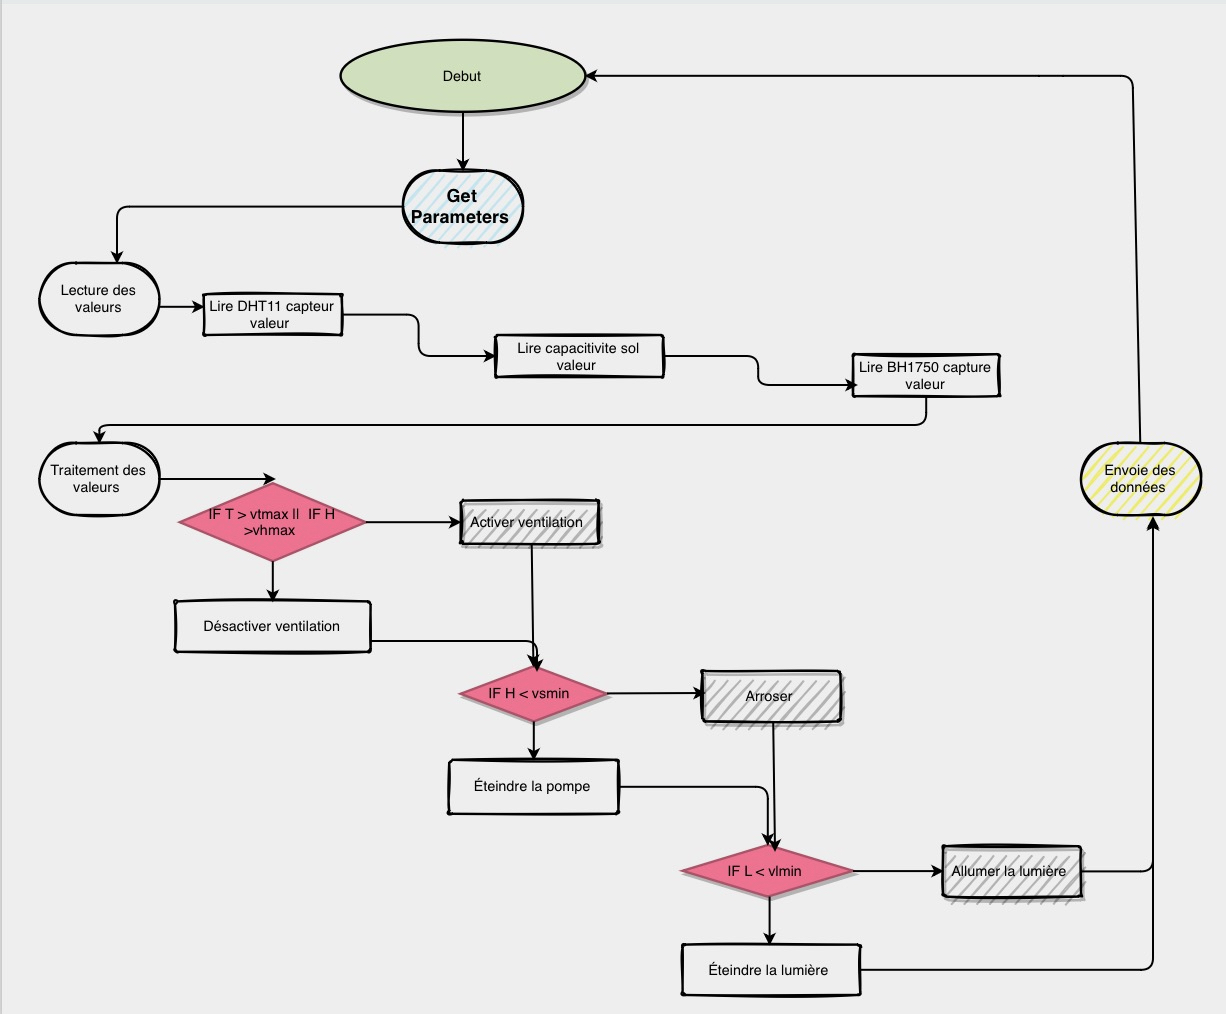 Debut
Get
Parameters
Lecture des
valeurs
Lire DHT11 capteur
valeur
Lire capacitivite sol
valeur
Lire BH1750 capture
valeur
Traitement des
valeurs
Envoie des
données
IF T > vtmax || IF H
>vhmax
Activer ventilation
Désactiver ventilation
IF H < vsmin
Arroser
Éteindre la pompe
IF L < vlmin
Allumer la lumière
Éteindre la lumière